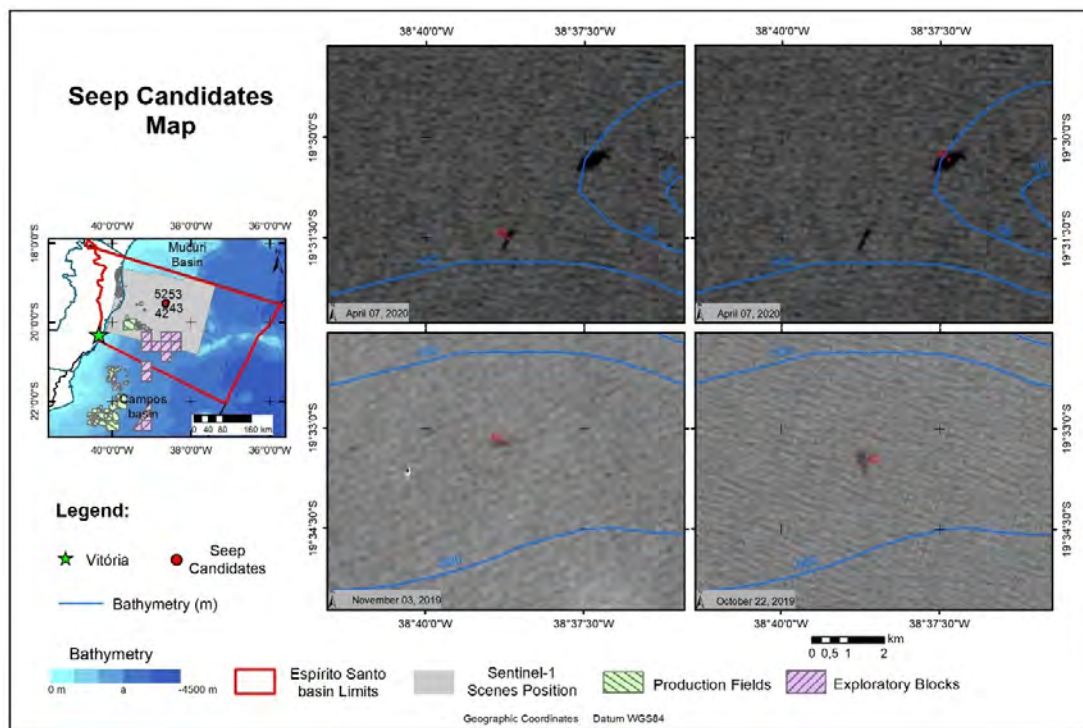 Seep Candidates
Map
38°40'0"W
38°37'30"W
38°40'0"W
38°37'30"W
19°30'0"S
19°31'30"S
April 07, 2020
April 07, 2020
19°30'0"S
19°31'30"S
40°0'0"W
38°0'0"W
36°0'0"W
18°0'0"S
20°0'0"S
22°0'0"S
Mucuri
Basin
5253
43
42
Campos
basin
0 40 80 160 km
19°33'0"S
19°34'30"S
November 03, 2019
October 22, 2019
19°33'0"S
19°34'30"S
38°40'0"W
38°37'30"W
38°40'0"W
38°37'30"W
km
0 0,5 1 2
Legend:
Vitória
Seep
Candidates
Bathymetry (m)
Bathymetry
0 m a -4500 m
Espírito Santo
basin Limits
Sentinel-1
Scenes Position
Production Fields
Exploratory Blocks
Geographic Coordinates Datum WGS84